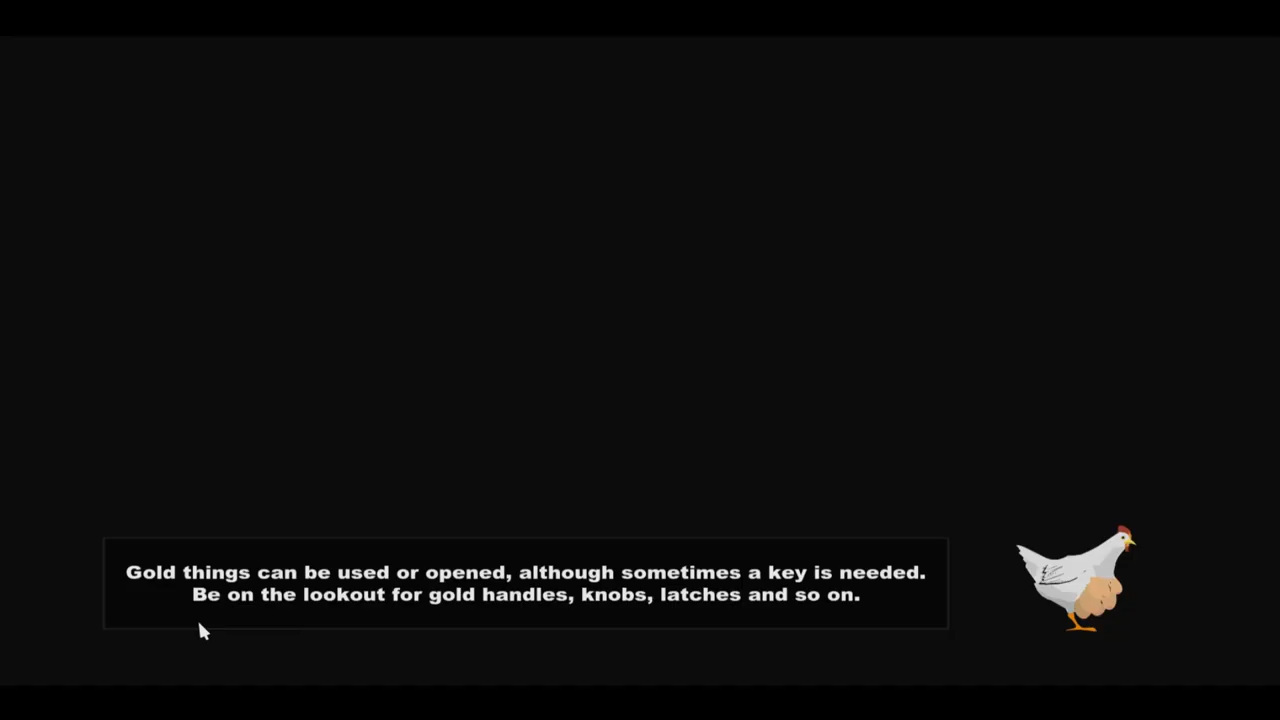 Gold things can be used or opened, although sometimes a key is needed.
Be on the lookout for gold handles, knobs, latches and so on.